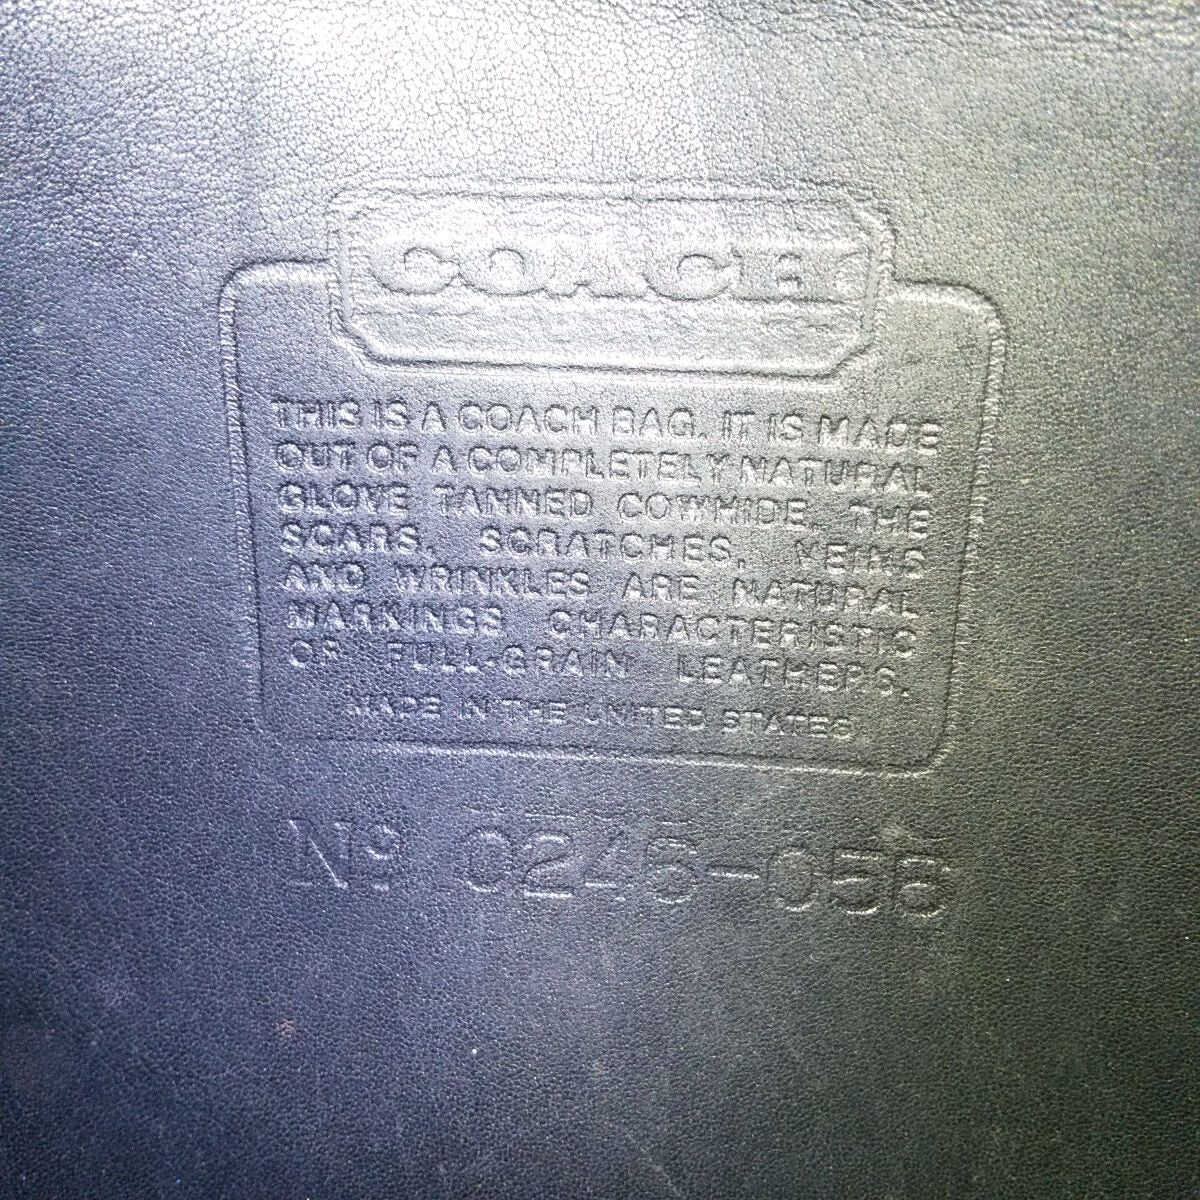 COACH
THIS IS A COACH BAG. IT IS MADE
OUT OF A COMPLETELY NATURAL
GLOVE TANNED COWHIDE. THE
SCARS, SCRATCHES, VEINS
AND WRINKLES ARE NATURAL
MARKINGS CHARACTERISTIC
OF FULL-GRAIN LEATHERS.
MADE IN THE UNITED STATES
Nº 0246-058